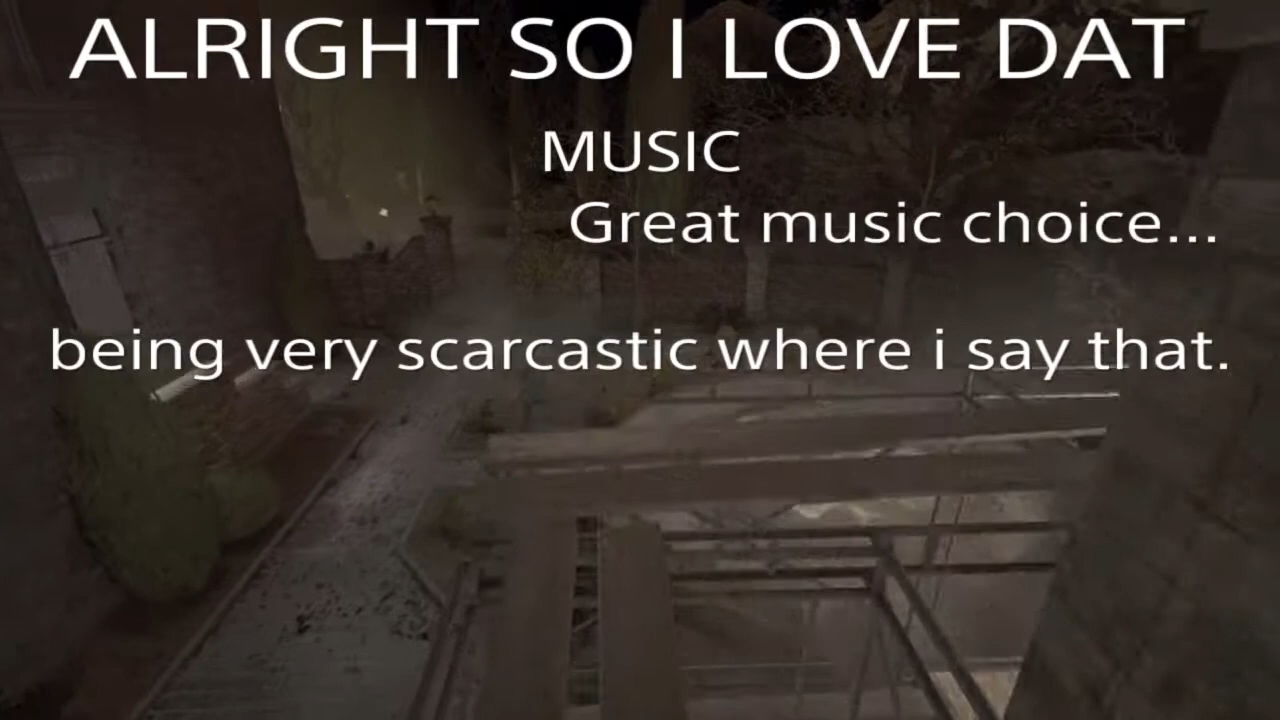 ALRIGHT SO I LOVE DAT
MUSIC
Great music choice...
being very scarcastic where i say that.